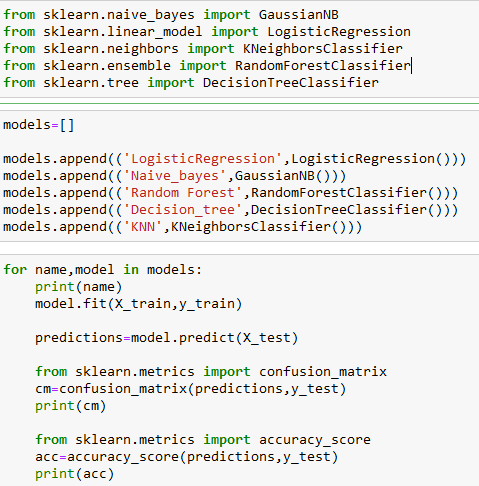 from sklearn.naive_bayes import GaussianNB
from sklearn.linear_model import LogisticRegression
from sklearn.neighbors import KNeighborsClassifier
from sklearn.ensemble import RandomForestClassifier
from sklearn.tree import DecisionTreeClassifier
models=[]
models.append(('LogisticRegression',LogisticRegression()))
models.append(('Naive_bayes',GaussianNB()))
models.append(('Random Forest',RandomForestClassifier()))
models.append(('Decision_tree',DecisionTreeClassifier()))
models.append(('KNN',KNeighborsClassifier()))
for name,model in models:
    print(name)
    model.fit(X_train,y_train)
    predictions=model.predict(X_test)
    from sklearn.metrics import confusion_matrix
    cm=confusion_matrix(predictions,y_test)
    print(cm)
    from sklearn.metrics import accuracy_score
    acc=accuracy_score(predictions,y_test)
    print(acc)